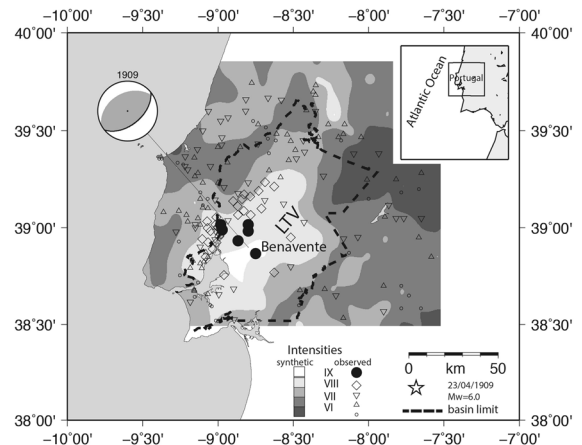 −10°00' −9°00' −9°00' −8°30' −8°00' −7°30' −7°00'
40°00' 40°00'
1909
Atlantic Ocean
Portugal
39°30' 39°30'
39°00' 39°00'
LTV
Benavente
38°30' 38°30'
Intensities
synthetic observed
IX
VIII
VII
VI
0 km 50
23/04/1909
Mw=6.0
basin limit
38°00' 38°00'
−10°00' −9°00' −9°00' −8°30' −8°00' −7°30' −7°00'